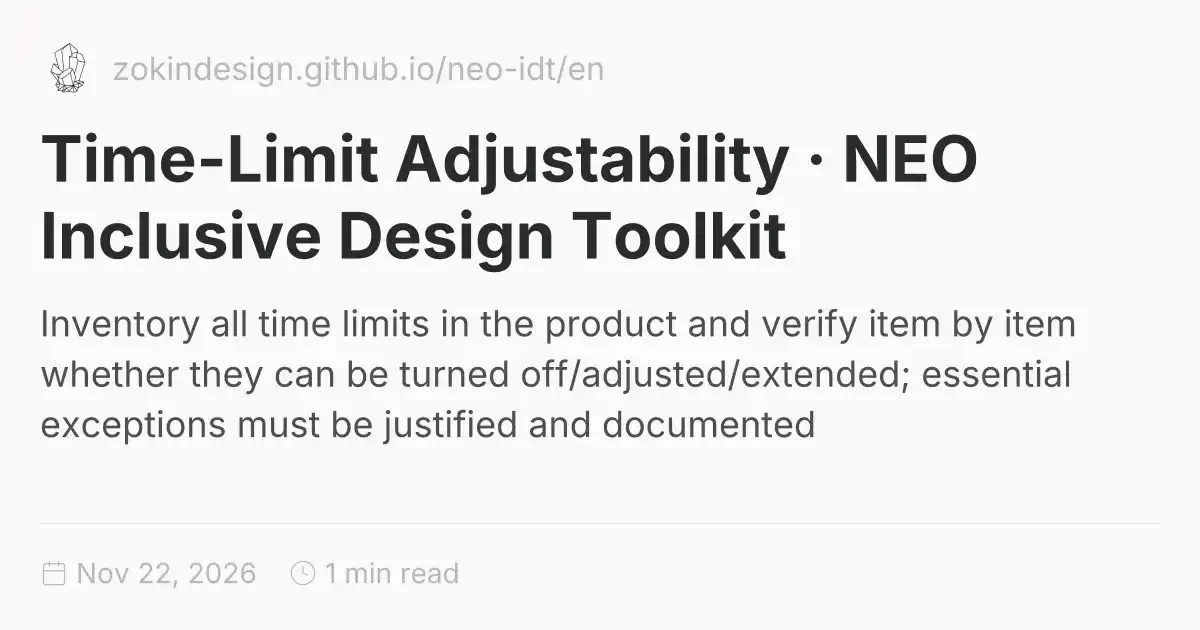 zokindesign.github.io/neo-idt/en
Time-Limit Adjustability · NEO
Inclusive Design Toolkit
Inventory all time limits in the product and verify item by item
whether they can be turned off/adjusted/extended; essential
exceptions must be justified and documented
Nov 22, 2026 1 min read